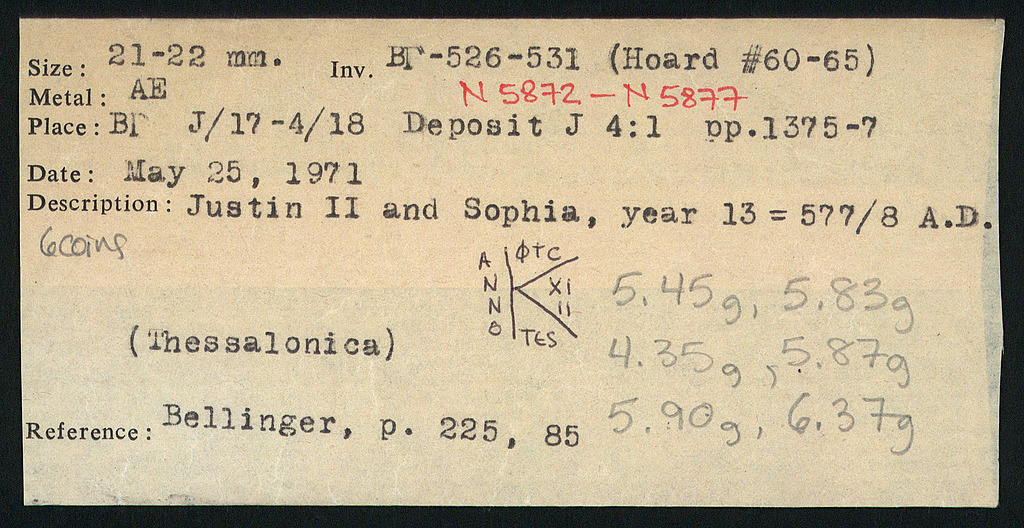 Size: 21-22 mm. Inv. BΓ-526-531 (Hoard #60-65)
Metal: AE N 5872 – N 5877
Place: BΓ J/17-4/18 Deposit J 4:1 pp.1375-7
Date: May 25, 1971
Description: Justin II and Sophia, year 13 = 577/8 A.D.
6 coins
A
N
N
O
K
ϕτC
XI
II
TES
5.45g, 5.83g
(Thessalonica)
4.35g, 5.87g
5.90g, 6.37g
Reference: Bellinger, p. 225, 85